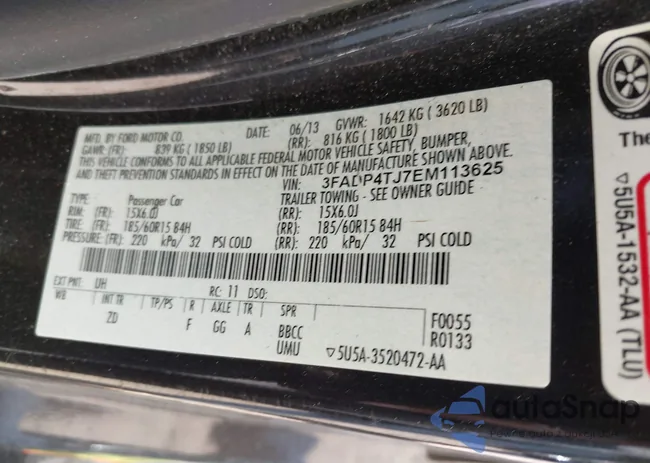 MFD. BY FORD MOTOR CO. DATE: 06/13 GVWR: 1642 KG ( 3620 LB)
GAWR: (FR): 839 KG ( 1850 LB) (RR): 816 KG ( 1800 LB)
THIS VEHICLE CONFORMS TO ALL APPLICABLE FEDERAL MOTOR VEHICLE SAFETY, BUMPER,
AND THEFT PREVENTION STANDARDS IN EFFECT ON THE DATE OF MANUFACTURE SHOWN ABOVE.
VIN: 3FADP4TJ7EM113625
TYPE: Passenger Car TRAILER TOWING - SEE OWNER GUIDE
RIM: (FR) 15X6.0J (RR): 15X6.0J
TIRE: (FR) 185/60R15 84H (RR): 185/60R15 84H
PRESSURE: (FR) 220 kPa/ 32 PSI COLD (RR): 220 kPa/ 32 PSI COLD
EXT PNT: UH RC: 11 DSO:
WB INT TR TP/PS R AXLE TR SPR
ZD F GG A BBCC F0055
UMU ▽5U5A-3520472-AA R0133
The
▽5U5A-1532-AA (TLU)
autoSnap